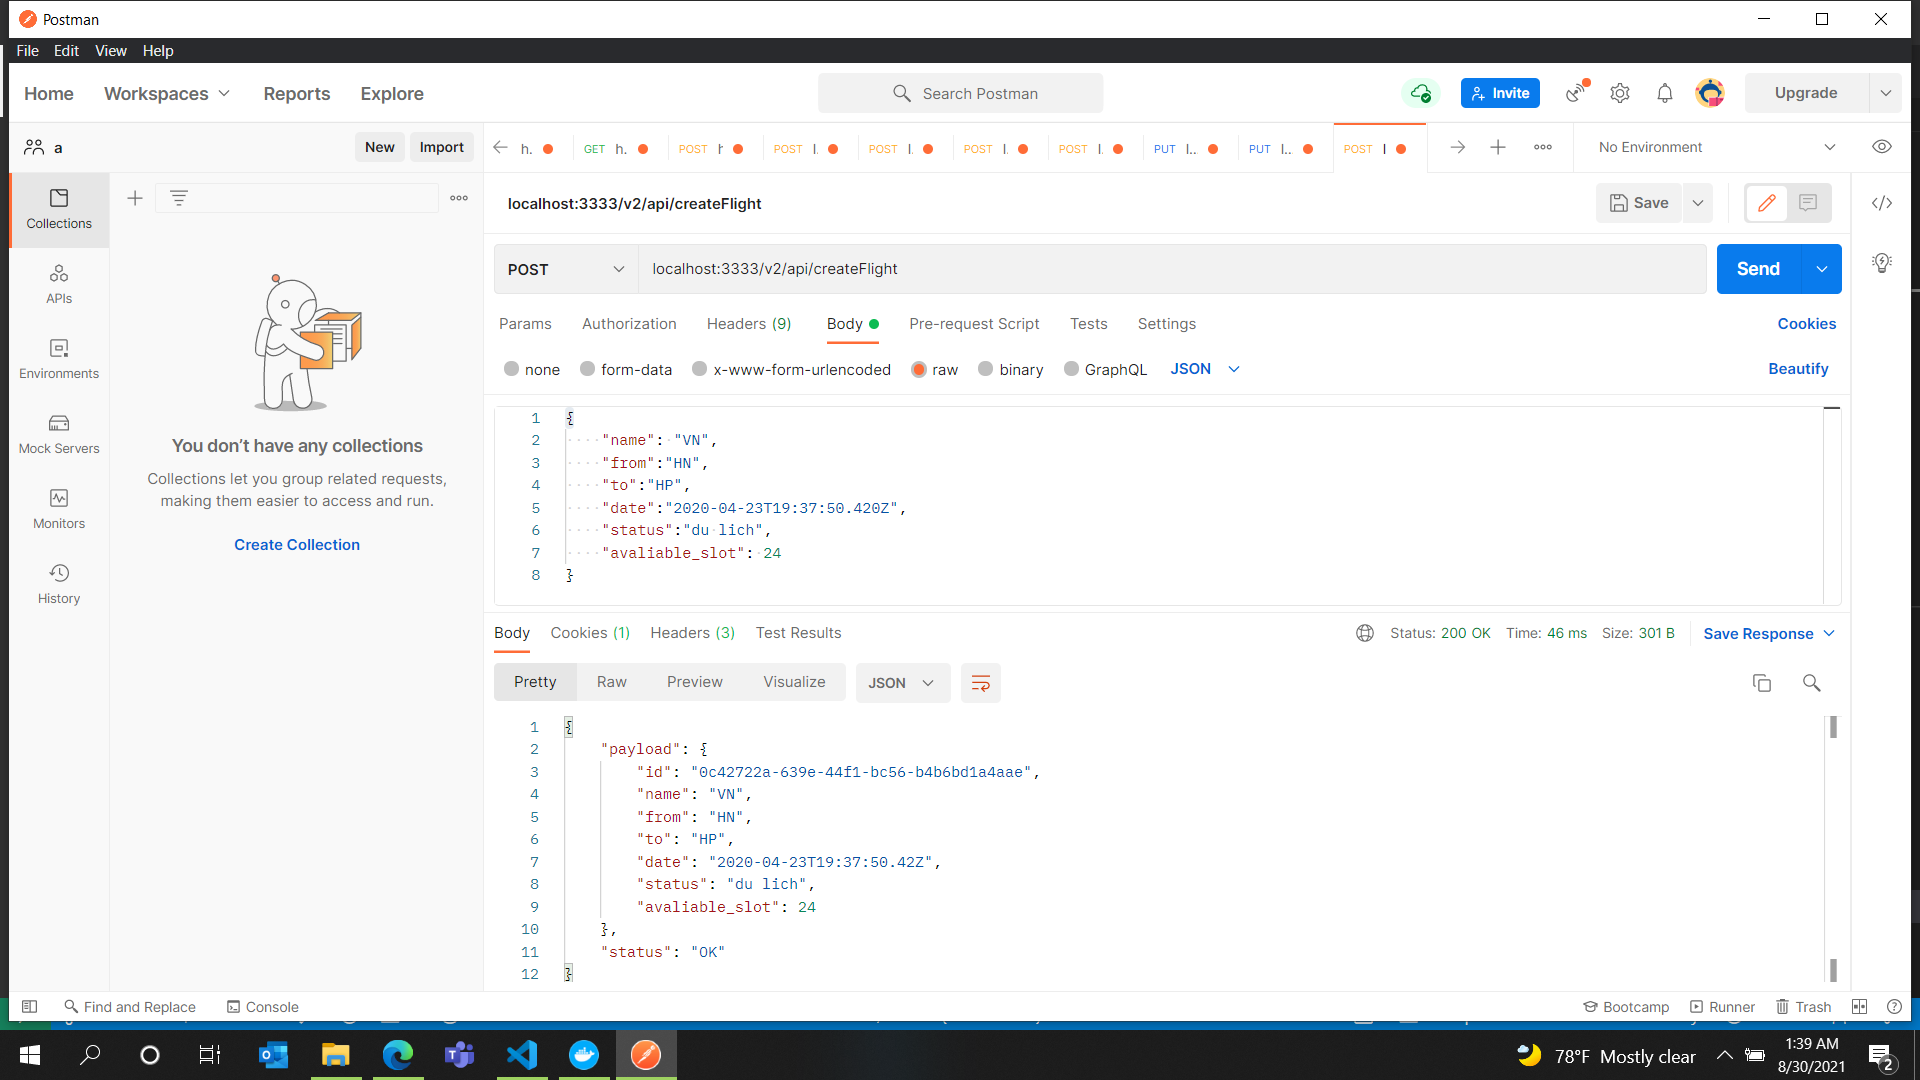 Postman
File Edit View Help
Home Workspaces Reports Explore
Search Postman
Invite
Upgrade
a
New
Import
h.
GET h.
POST h
POST l.
POST l.
POST l.
POST l.
PUT l..
PUT l..
POST l
No Environment
Collections
APIs
Environments
Mock Servers
Monitors
History
You don't have any collections
Collections let you group related requests,
making them easier to access and run.
Create Collection
localhost:3333/v2/api/createFlight
Save
POST
localhost:3333/v2/api/createFlight
Send
Params Authorization Headers (9) Body Pre-request Script Tests Settings
Cookies
none form-data x-www-form-urlencoded raw binary GraphQL JSON
Beautify
1 {
2 "name": "VN",
3 "from":"HN",
4 "to":"HP",
5 "date":"2020-04-23T19:37:50.420Z",
6 "status":"du lich",
7 "avaliable_slot": 24
8 }
Body Cookies (1) Headers (3) Test Results
Status: 200 OK Time: 46 ms Size: 301 B
Save Response
Pretty Raw Preview Visualize JSON
1 {
2 "payload": {
3 "id": "0c42722a-639e-44f1-bc56-b4b6bd1a4aae",
4 "name": "VN",
5 "from": "HN",
6 "to": "HP",
7 "date": "2020-04-23T19:37:50.42Z",
8 "status": "du lich",
9 "avaliable_slot": 24
10 },
11 "status": "OK"
12 }
Find and Replace Console
Bootcamp Runner Trash
78°F Mostly clear
1:39 AM
8/30/2021
2